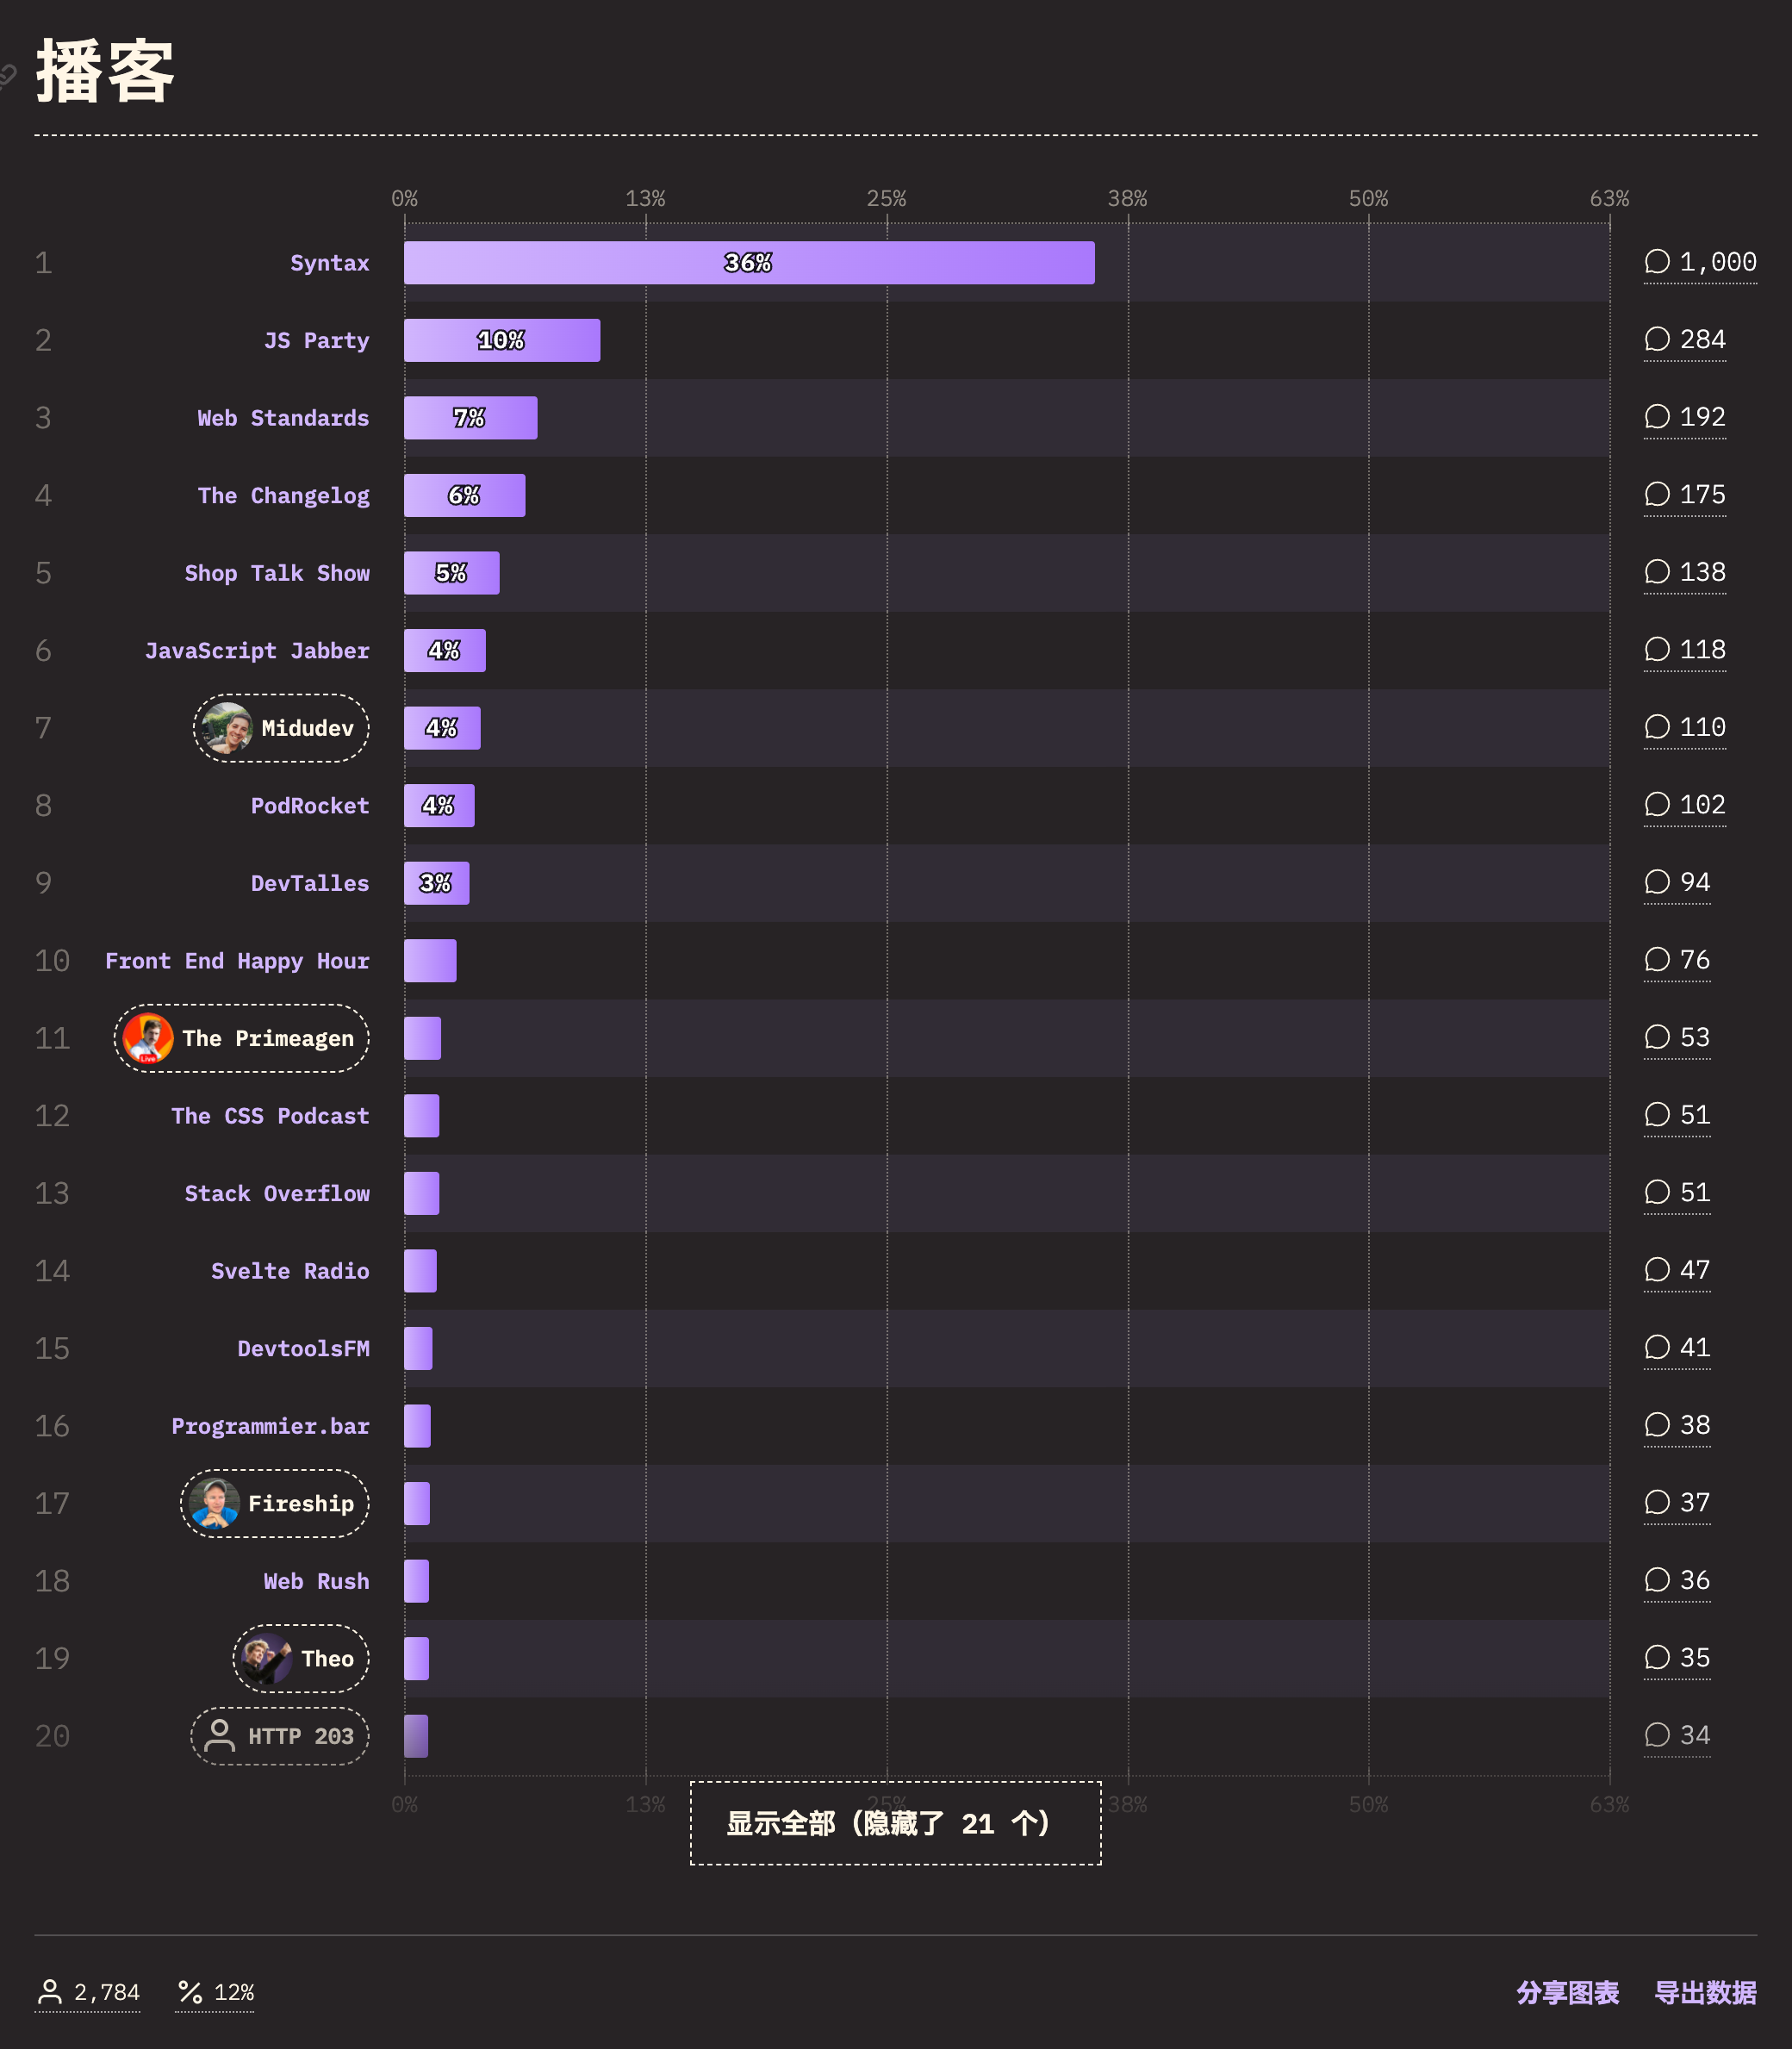 播客
0% 13% 25% 38% 50% 63%
1 Syntax 36% 1,000
2 JS Party 10% 284
3 Web Standards 7% 192
4 The Changelog 6% 175
5 Shop Talk Show 5% 138
6 JavaScript Jabber 4% 118
7 Midudev 4% 110
8 PodRocket 4% 102
9 DevTalles 3% 94
10 Front End Happy Hour 76
11 The Primeagen 53
12 The CSS Podcast 51
13 Stack Overflow 51
14 Svelte Radio 47
15 DevtoolsFM 41
16 Programmier.bar 38
17 Fireship 37
18 Web Rush 36
19 Theo 35
20 HTTP 203 34
0% 13% 25% 38% 50% 63%
显示全部（隐藏了 21 个）
2,784 12% 分享图表 导出数据